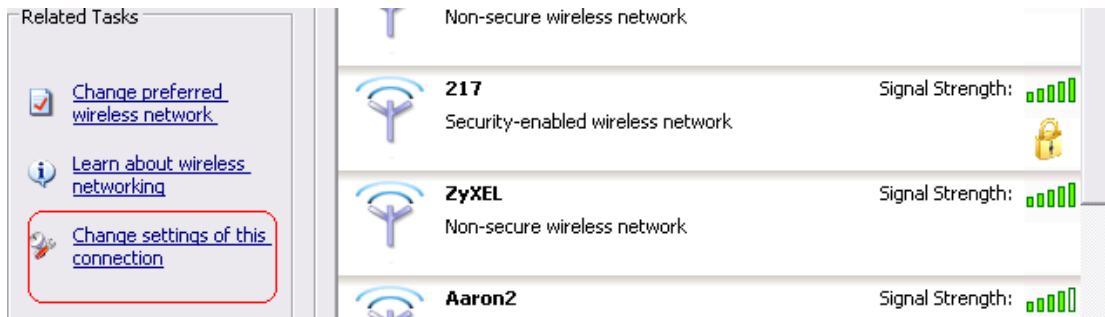 Related Tasks
Change preferred
wireless network
Learn about wireless
networking
Change settings of this
connection
Non-secure wireless network
217
Signal Strength:
Security-enabled wireless network
ZyXEL
Signal Strength:
Non-secure wireless network
Aaron2
Signal Strength: